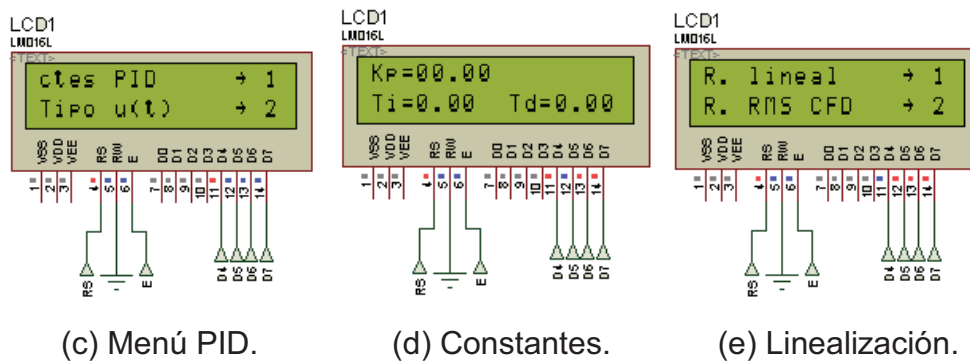 LCD1
LM016L
<TEXT>
ctes PID → 1
Tipo u(t) → 2
VSS VDD VEE RS RW E D0 D1 D2 D3 D4 D5 D6 D7
1 2 3 4 5 6 7 8 9 10 11 12 13 14
RS E D4 D5 D6 D7
(c) Menú PID.
LCD1
LM016L
<TEXT>
Kp=00.00
Ti=0.00 Td=0.00
VSS VDD VEE RS RW E D0 D1 D2 D3 D4 D5 D6 D7
1 2 3 4 5 6 7 8 9 10 11 12 13 14
RS E D4 D5 D6 D7
(d) Constantes.
LCD1
LM016L
<TEXT>
R. lineal → 1
R. RMS CFD → 2
VSS VDD VEE RS RW E D0 D1 D2 D3 D4 D5 D6 D7
1 2 3 4 5 6 7 8 9 10 11 12 13 14
RS E D4 D5 D6 D7
(e) Linealización.